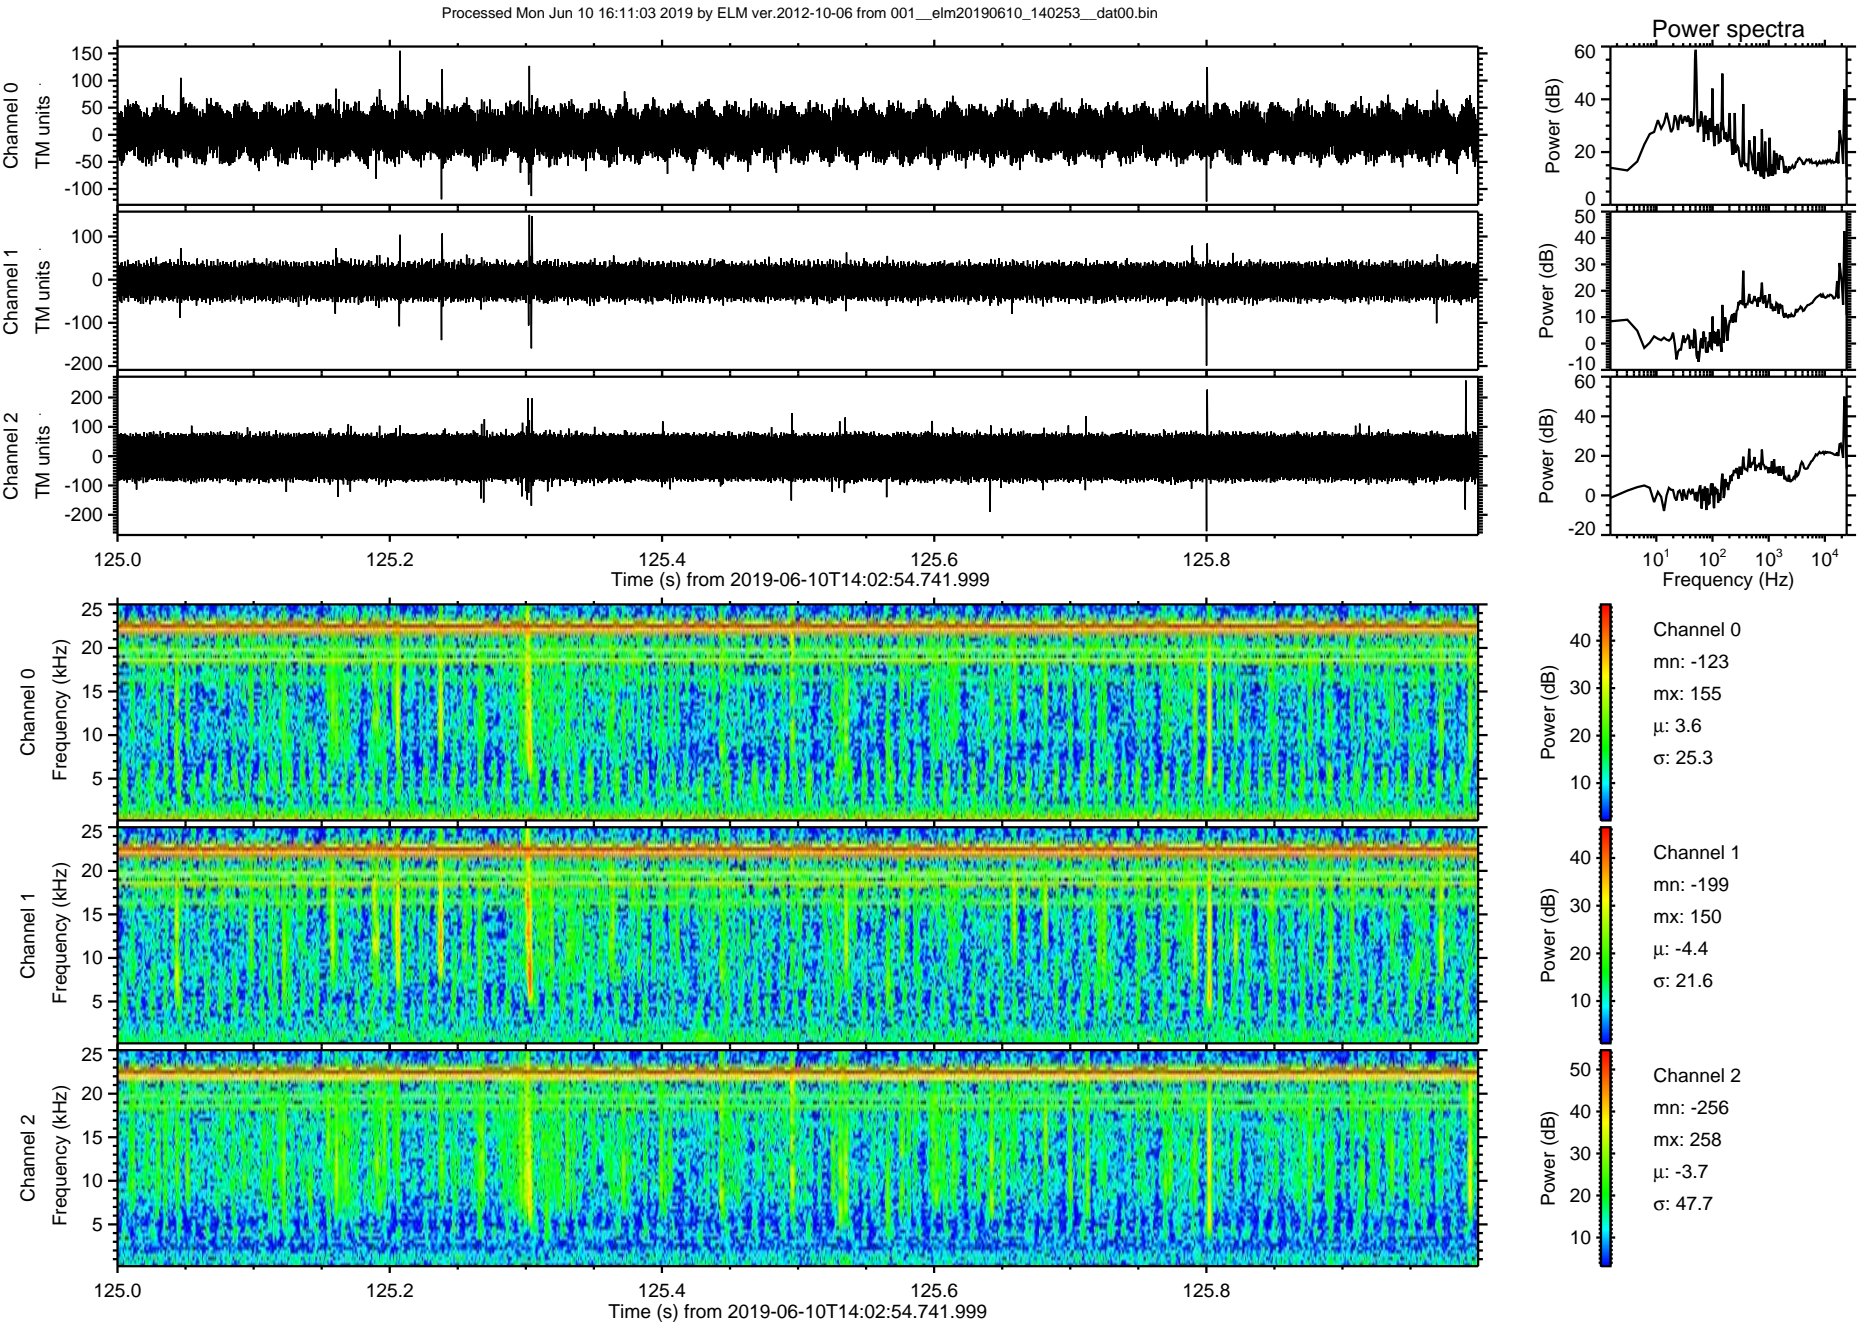 Processed Mon Jun 10 16:11:03 2019 by ELM ver.2012-10-06 from 001__elm20190610_140253__dat00.bin
Power spectra
Channel 0
TM units
150
100
50
0
-50
-100
Power (dB)
60
40
20
0
Channel 1
TM units
100
0
-100
-200
Power (dB)
50
40
30
20
10
0
-10
Channel 2
TM units
200
100
0
-100
-200
Power (dB)
60
40
20
0
-20
125.0 125.2 125.4 125.6 125.8
Time (s) from 2019-06-10T14:02:54.741.999
10^1 10^2 10^3 10^4
Frequency (Hz)
Channel 0
Frequency (kHz)
25
20
15
10
5
Power (dB)
40
30
20
10
Channel 0
mn: -123
mx: 155
μ: 3.6
σ: 25.3
Channel 1
Frequency (kHz)
25
20
15
10
5
Power (dB)
40
30
20
10
Channel 1
mn: -199
mx: 150
μ: -4.4
σ: 21.6
Channel 2
Frequency (kHz)
25
20
15
10
5
Power (dB)
50
40
30
20
10
Channel 2
mn: -256
mx: 258
μ: -3.7
σ: 47.7
125.0 125.2 125.4 125.6 125.8
Time (s) from 2019-06-10T14:02:54.741.999